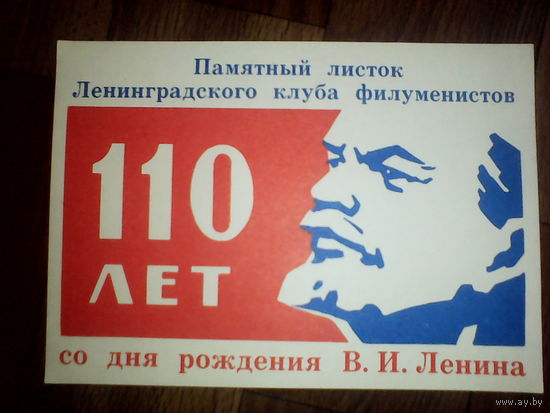 Памятный листок
Ленинградского клуба филуменистов
110
ЛЕТ
со дня рождения В. И. Ленина
www.ay.by